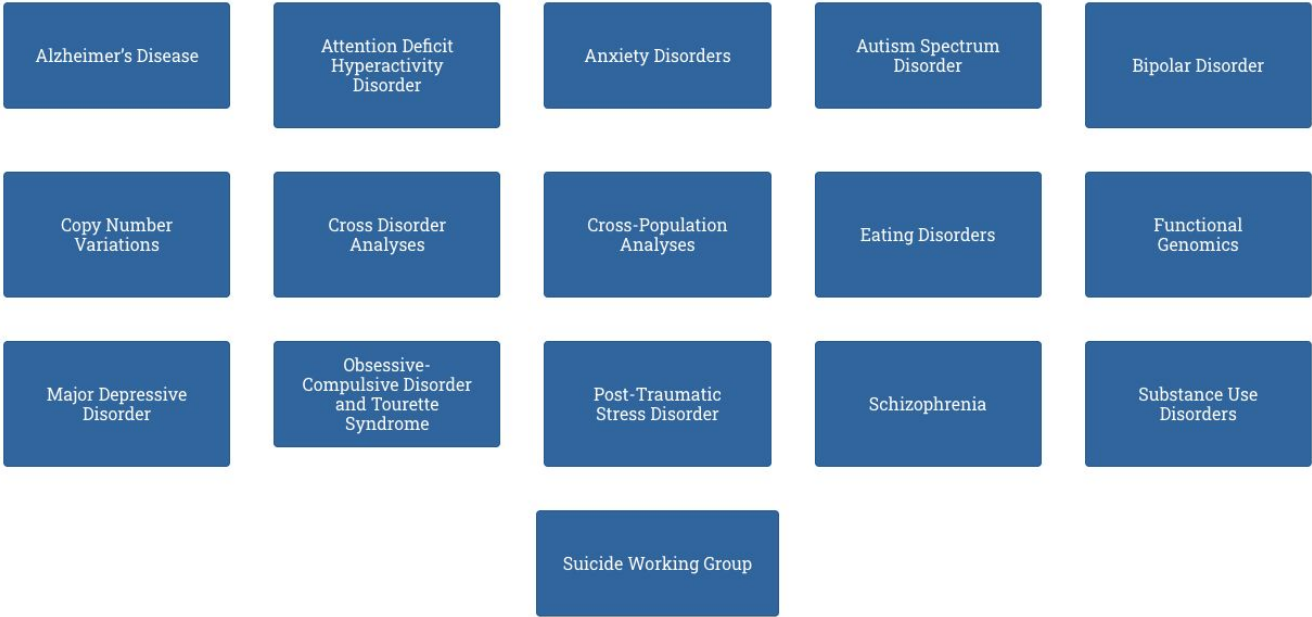 Alzheimer’s Disease
Attention Deficit
Hyperactivity
Disorder
Anxiety Disorders
Autism Spectrum
Disorder
Bipolar Disorder
Copy Number
Variations
Cross Disorder
Analyses
Cross-Population
Analyses
Eating Disorders
Functional
Genomics
Major Depressive
Disorder
Obsessive-
Compulsive Disorder
and Tourette
Syndrome
Post-Traumatic
Stress Disorder
Schizophrenia
Substance Use
Disorders
Suicide Working Group